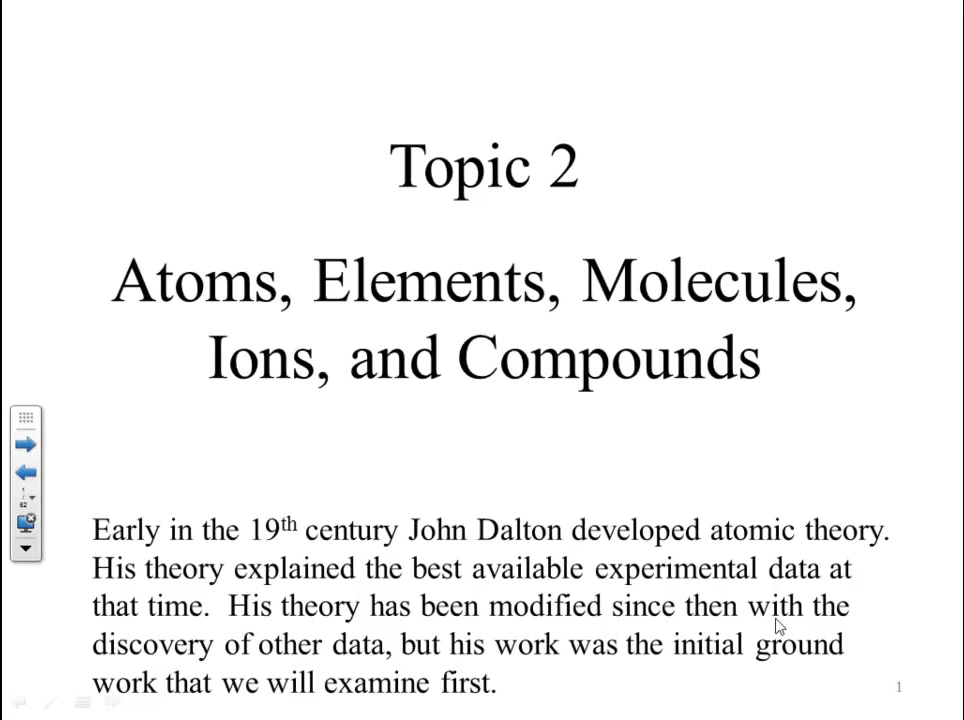 Topic 2
Atoms, Elements, Molecules,
Ions, and Compounds
1
/
62
Early in the 19th century John Dalton developed atomic theory.
His theory explained the best available experimental data at
that time. His theory has been modified since then with the
discovery of other data, but his work was the initial ground
work that we will examine first.
1